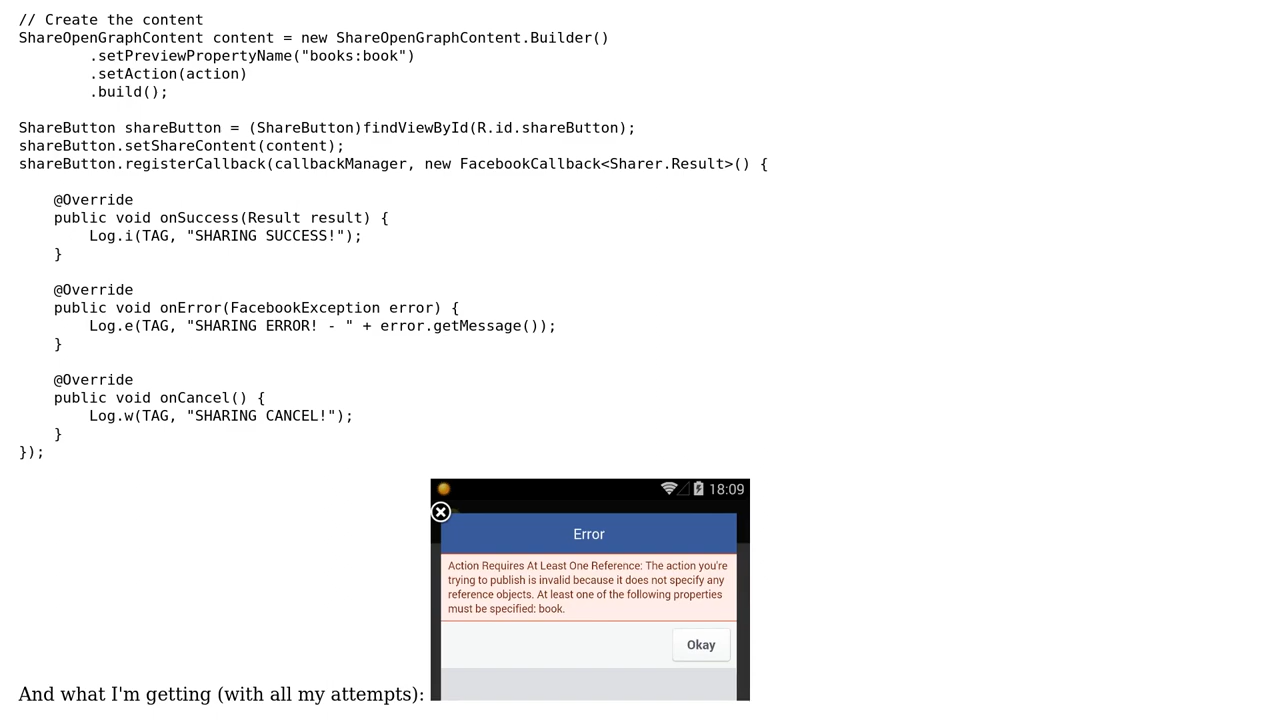 // Create the content
ShareOpenGraphContent content = new ShareOpenGraphContent.Builder()
        .setPreviewPropertyName("books:book")
        .setAction(action)
        .build();

ShareButton shareButton = (ShareButton)findViewById(R.id.shareButton);
shareButton.setShareContent(content);
shareButton.registerCallback(callbackManager, new FacebookCallback<Sharer.Result>() {

    @Override
    public void onSuccess(Result result) {
        Log.i(TAG, "SHARING SUCCESS!");
    }

    @Override
    public void onError(FacebookException error) {
        Log.e(TAG, "SHARING ERROR! - " + error.getMessage());
    }

    @Override
    public void onCancel() {
        Log.w(TAG, "SHARING CANCEL!");
    }
});
18:09
Error
Action Requires At Least One Reference: The action you're
trying to publish is invalid because it does not specify any
reference objects. At least one of the following properties
must be specified: book.
Okay
And what I'm getting (with all my attempts):